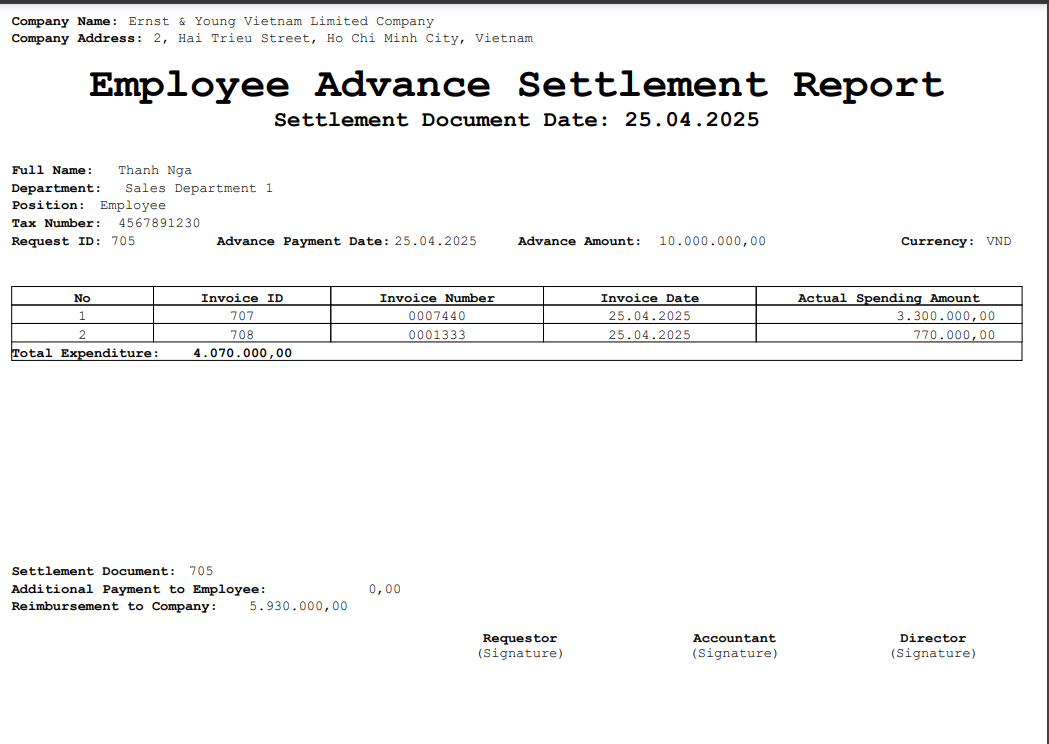 Company Name: Ernst & Young Vietnam Limited Company
Company Address: 2, Hai Trieu Street, Ho Chi Minh City, Vietnam
Employee Advance Settlement Report
Settlement Document Date: 25.04.2025
Full Name: Thanh Nga
Department: Sales Department 1
Position: Employee
Tax Number: 4567891230
Request ID: 705 Advance Payment Date: 25.04.2025 Advance Amount: 10.000.000,00 Currency: VND
No Invoice ID Invoice Number Invoice Date Actual Spending Amount
1 707 0007440 25.04.2025 3.300.000,00
2 708 0001333 25.04.2025 770.000,00
Total Expenditure: 4.070.000,00
Settlement Document: 705
Additional Payment to Employee: 0,00
Reimbursement to Company: 5.930.000,00
Requestor Accountant Director
(Signature) (Signature) (Signature)